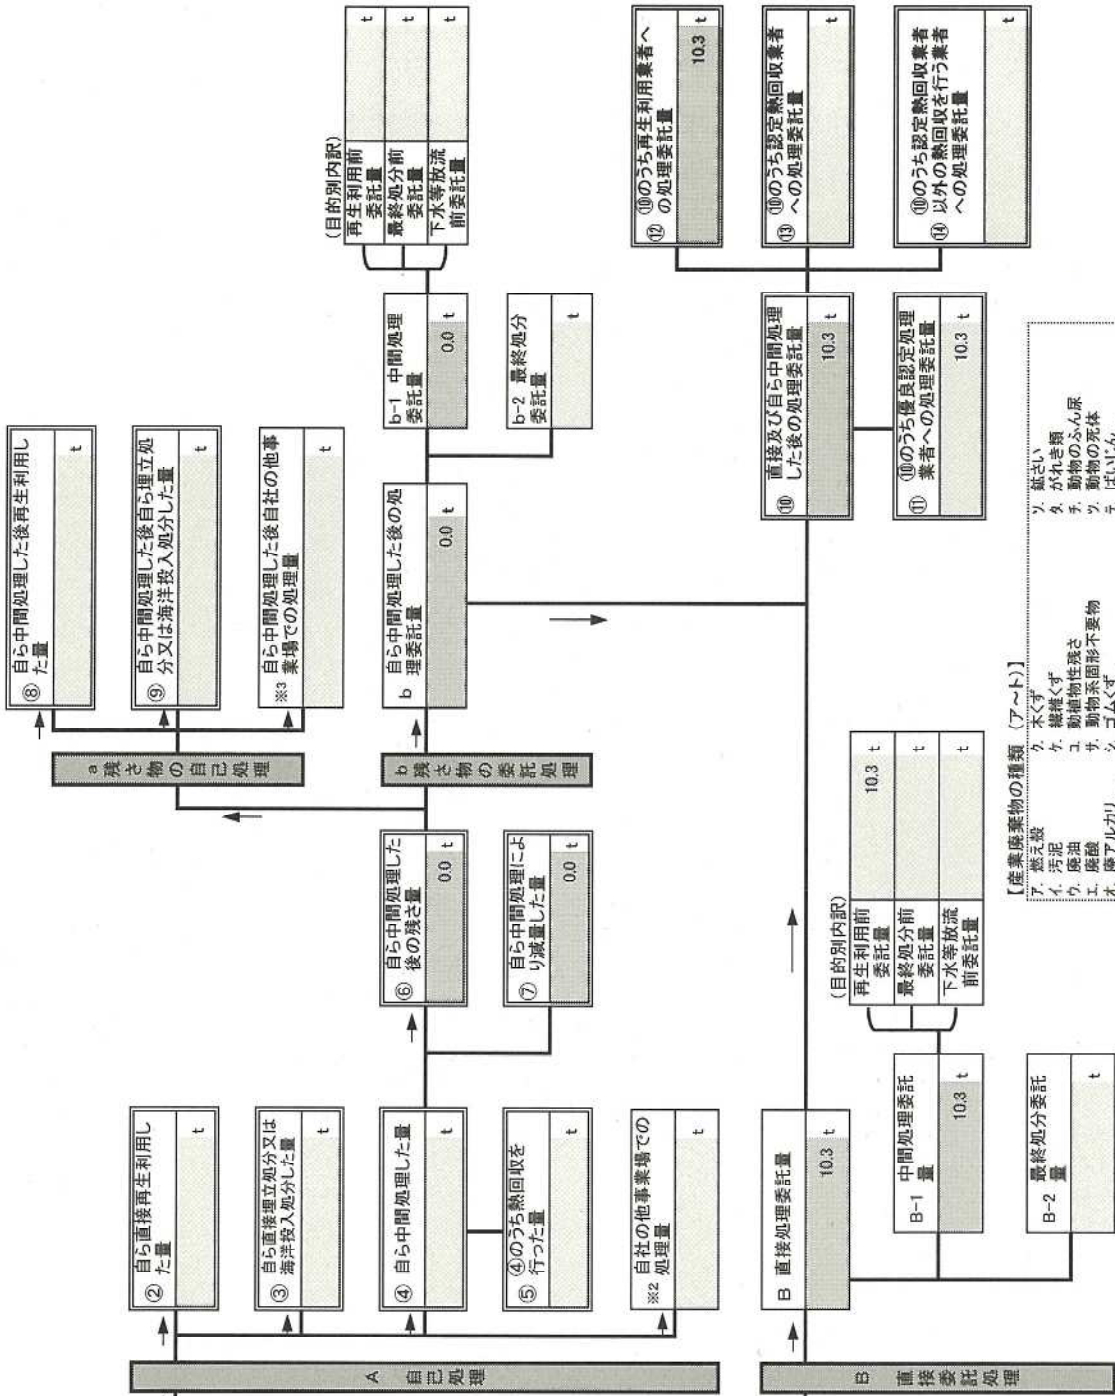 A 自己処理
② 自ら直接再生利用し
た量
t
③ 自ら直接埋立処分又は
海洋投入処分した量
t
④ 自ら中間処理した量
t
⑤ ④のうち熱回収を
行った量
t
※2 自社の他事業場での
処理量
t
⑥ 自ら中間処理した
後の残さ量
0.0 t
⑦ 自ら中間処理によ
り減量した量
0.0 t
a 残さ物の自己処理
⑧ 自ら中間処理した後再生利用し
た量
t
⑨ 自ら中間処理した後自ら埋立処
分又は海洋投入処分した量
t
※3 自ら中間処理した後自社の他事
業場での処理量
t
b 残さ物の委託処理
b 自ら中間処理した後の処
理委託量
0.0 t
b-1 中間処理
委託量
0.0 t
b-2 最終処分
委託量
t
(目的別内訳)
再生利用前
委託量
t
最終処分前
委託量
t
下水等放流
前委託量
t
B 直接委託処理
B 直接処理委託量
10.3 t
B-1 中間処理委託
量
10.3 t
B-2 最終処分委託
量
t
(目的別内訳)
再生利用前
委託量
10.3 t
最終処分前
委託量
t
下水等放流
前委託量
t
⑩ 直接及び自ら中間処理
した後の処理委託量
10.3 t
⑪ ⑩のうち優良認定処理
業者への処理委託量
10.3 t
⑫ ⑩のうち再生利用業者へ
の処理委託量
10.3 t
⑬ ⑩のうち認定熱回収業者
への処理委託量
t
⑭ ⑩のうち認定熱回収業者
以外の熱回収を行う業者
への処理委託量
t
【産業廃棄物の種類 (ア~ト)】
ア. 燃え殻
イ. 汚泥
ウ. 廃油
エ. 廃酸
オ. 廃アルカリ
ク. 木くず
ケ. 繊維くず
コ. 動植物性残さ
サ. 動物系固形不要物
シ. ゴムくず
ソ. 鉱さい
タ. がれき類
チ. 動物のふん尿
ツ. 動物の死体
テ. ばいじん